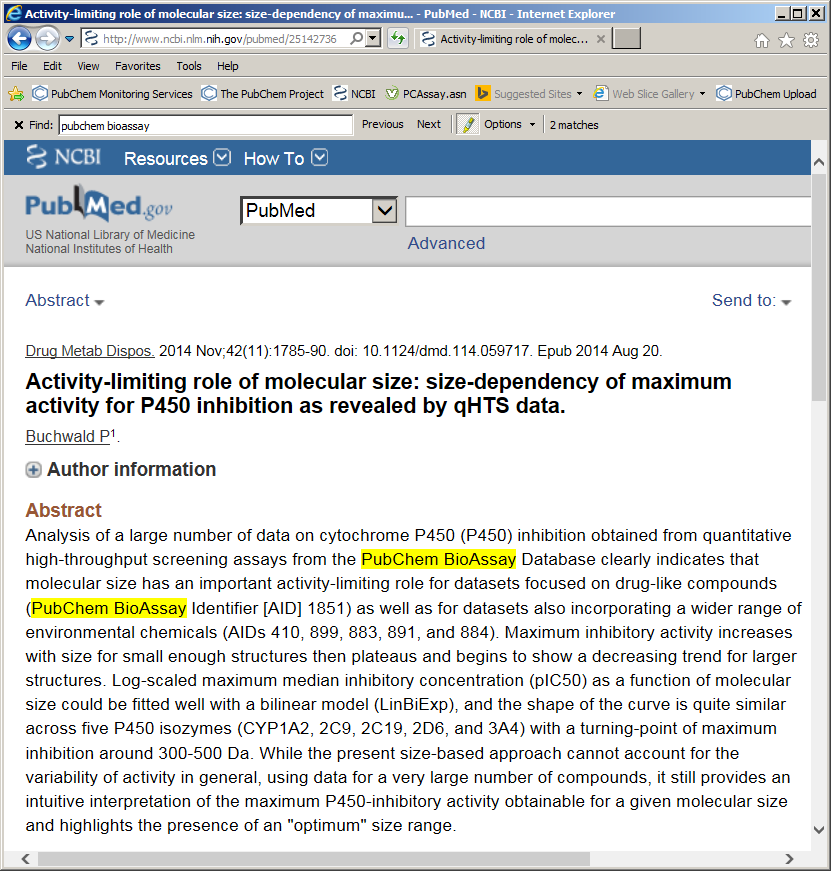 Activity-limiting role of molecular size: size-dependency of maximu... - PubMed - NCBI - Internet Explorer
http://www.ncbi.nlm.nih.gov/pubmed/25142736 Activity-limiting role of molec...
File Edit View Favorites Tools Help
PubChem Monitoring Services The PubChem Project NCBI PCAssay.asn Suggested Sites Web Slice Gallery PubChem Upload
Find: pubchem bioassay Previous Next Options 2 matches
NCBI Resources How To
PubMed.gov PubMed
US National Library of Medicine
National Institutes of Health
Advanced
Abstract Send to:
Drug Metab Dispos. 2014 Nov;42(11):1785-90. doi: 10.1124/dmd.114.059717. Epub 2014 Aug 20.
Activity-limiting role of molecular size: size-dependency of maximum
activity for P450 inhibition as revealed by qHTS data.
Buchwald P1.
Author information
Abstract
Analysis of a large number of data on cytochrome P450 (P450) inhibition obtained from quantitative
high-throughput screening assays from the PubChem BioAssay Database clearly indicates that
molecular size has an important activity-limiting role for datasets focused on drug-like compounds
(PubChem BioAssay Identifier [AID] 1851) as well as for datasets also incorporating a wider range of
environmental chemicals (AIDs 410, 899, 883, 891, and 884). Maximum inhibitory activity increases
with size for small enough structures then plateaus and begins to show a decreasing trend for larger
structures. Log-scaled maximum median inhibitory concentration (pIC50) as a function of molecular
size could be fitted well with a bilinear model (LinBiExp), and the shape of the curve is quite similar
across five P450 isozymes (CYP1A2, 2C9, 2C19, 2D6, and 3A4) with a turning-point of maximum
inhibition around 300-500 Da. While the present size-based approach cannot account for the
variability of activity in general, using data for a very large number of compounds, it still provides an
intuitive interpretation of the maximum P450-inhibitory activity obtainable for a given molecular size
and highlights the presence of an "optimum" size range.